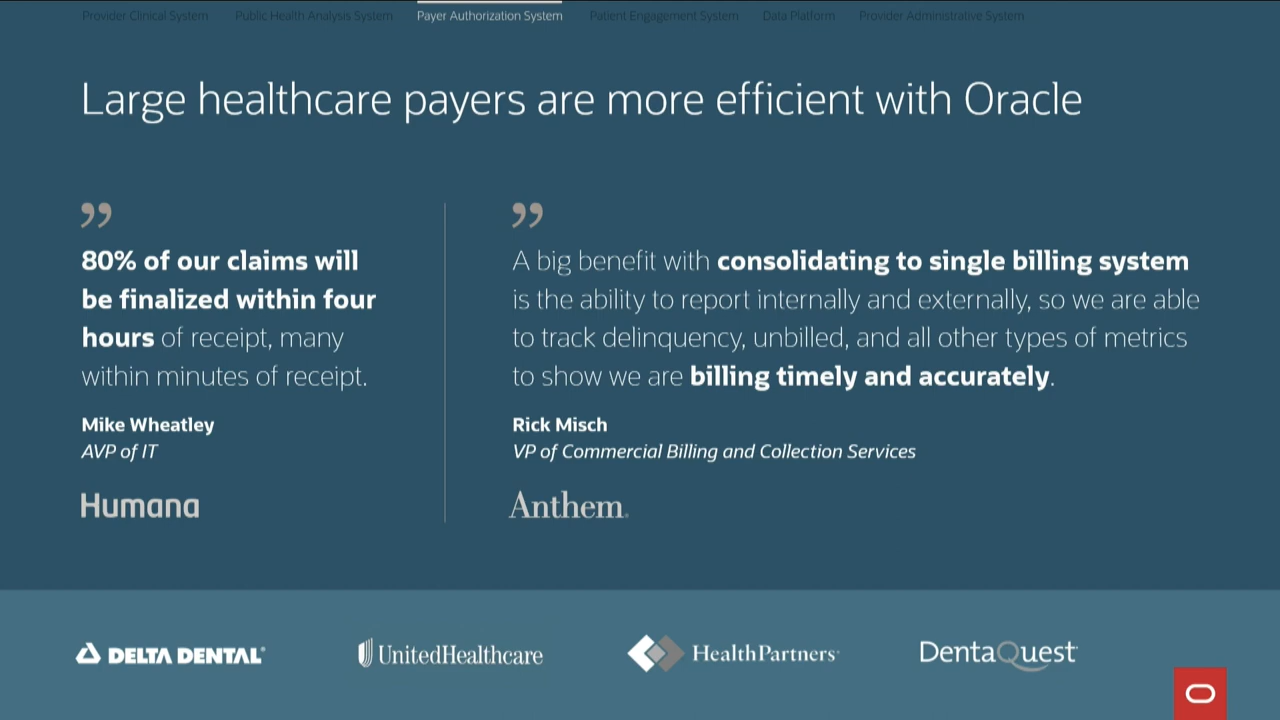 Provider Clinical System Public Health Analysis System Payer Authorization System Patient Engagement System Data Platform Provider Administrative System
Large healthcare payers are more efficient with Oracle
”
80% of our claims will
be finalized within four
hours of receipt, many
within minutes of receipt.
Mike Wheatley
AVP of IT
Humana
”
A big benefit with consolidating to single billing system
is the ability to report internally and externally, so we are able
to track delinquency, unbilled, and all other types of metrics
to show we are billing timely and accurately.
Rick Misch
VP of Commercial Billing and Collection Services
Anthem
DELTA DENTAL® UnitedHealthcare HealthPartners DentaQuest